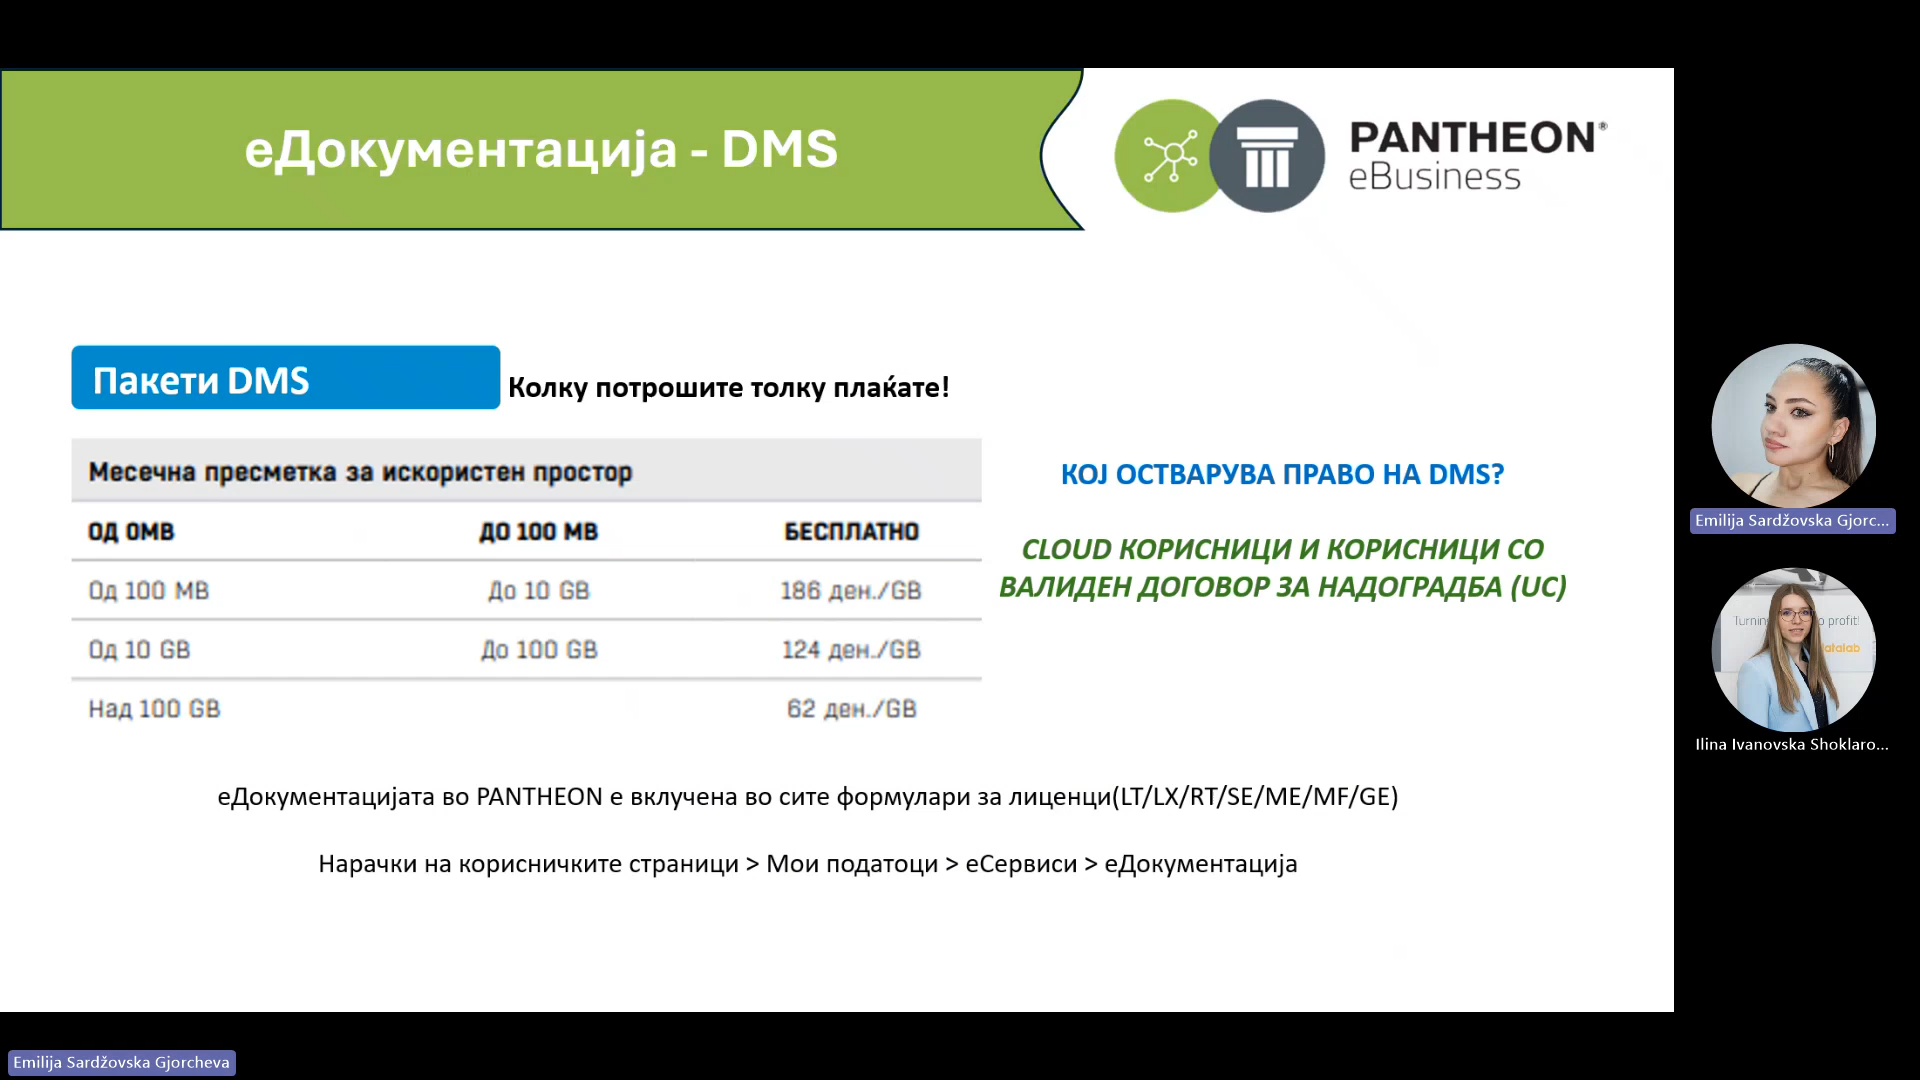 еДокументација - DMS
PANTHEON®
eBusiness
Пакети DMS
Колку потрошите толку плаќате!
Месечна пресметка за искористен простор
ОД 0MB ДО 100 MB БЕСПЛАТНО
Од 100 MB До 10 GB 186 ден./GB
Од 10 GB До 100 GB 124 ден./GB
Над 100 GB 62 ден./GB
КОЈ ОСТВАРУВА ПРАВО НА DMS?
CLOUD КОРИСНИЦИ И КОРИСНИЦИ СО
ВАЛИДЕН ДОГОВОР ЗА НАДОГРАДБА (UC)
еДокументацијата во PANTHEON е вклучена во сите формулари за лиценци(LT/LX/RT/SE/ME/MF/GE)
Нарачки на корисничките страници > Мои податоци > еСервиси > еДокументација
Emilija Sardžovska Gjorc...
Turnin o profit!
atalab
Ilina Ivanovska Shoklaro...
Emilija Sardžovska Gjorcheva